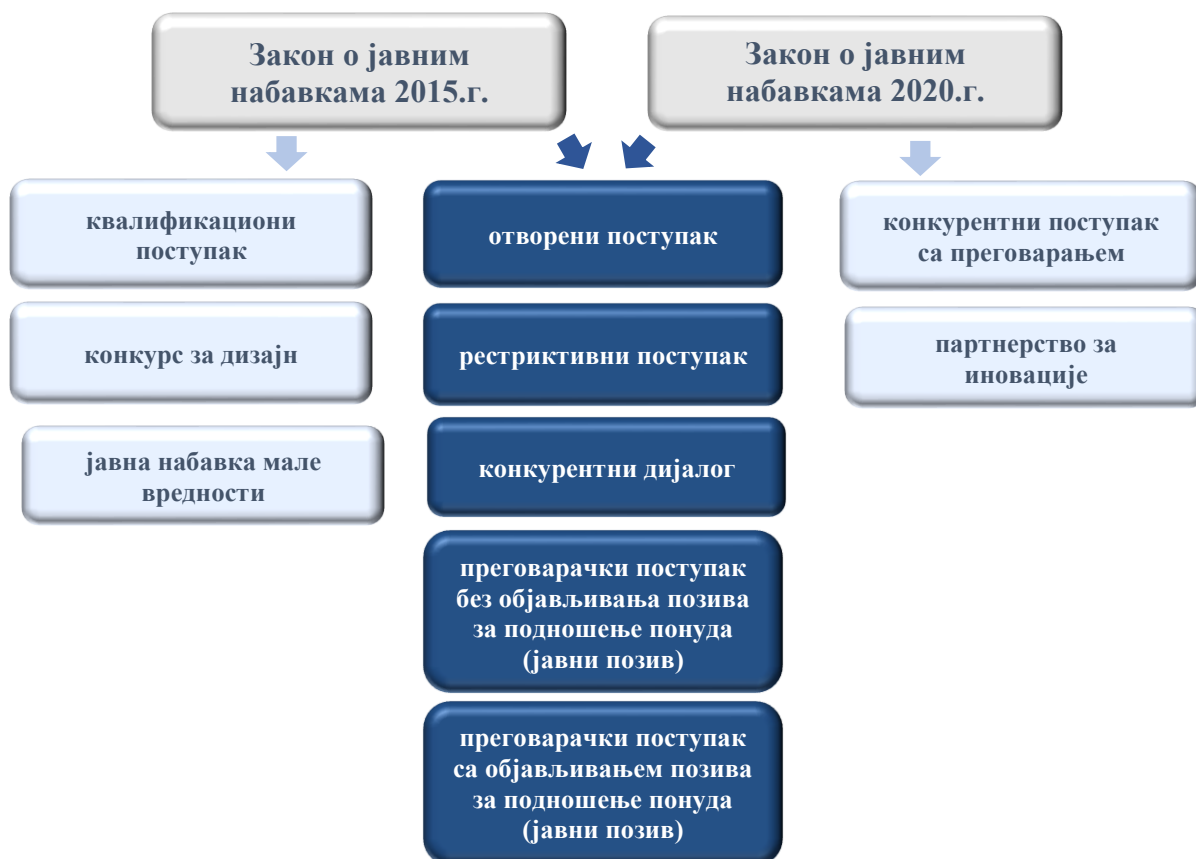 Закон о јавним
набавкама 2015.г.
Закон о јавним
набавкама 2020.г.
квалификациони
поступак
отворени поступак
конкурентни поступак
са преговарањем
конкурс за дизајн
рестриктивни поступак
партнерство за
иновације
јавна набавка мале
вредности
конкурентни дијалог
преговарачки поступак
без објављивања позива
за подношење понуда
(јавни позив)
преговарачки поступак
са објављивањем позива
за подношење понуда
(јавни позив)